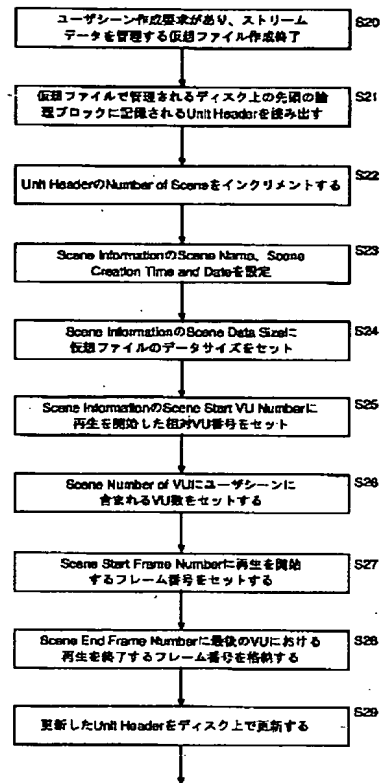 ユーザシーン作成要求があり、ストリーム
データを管理する仮想ファイル作成終了
S20
仮想ファイルで管理されるディスク上の先頭の論
理ブロックに記録されるUnit Headerを読み出す
S21
Unit HeaderのNumber of Sceneをインクリメントする
S22
Scene InformationのScene Name、Scene
Creation Time and Dateを設定
S23
Scene InformationのScene Data Sizeに
仮想ファイルのデータサイズをセット
S24
Scene InformationのScene Start VU Numberに
再生を開始した相対VU番号をセット
S25
Scene Number of VUにユーザシーンに
含まれるVU数をセットする
S26
Scene Start Frame Numberに再生を開始
するフレーム番号をセットする
S27
Scene End Frame Numberに最後のVUにおける
再生を終了するフレーム番号を格納する
S28
更新したUnit Headerをディスク上で更新する
S29